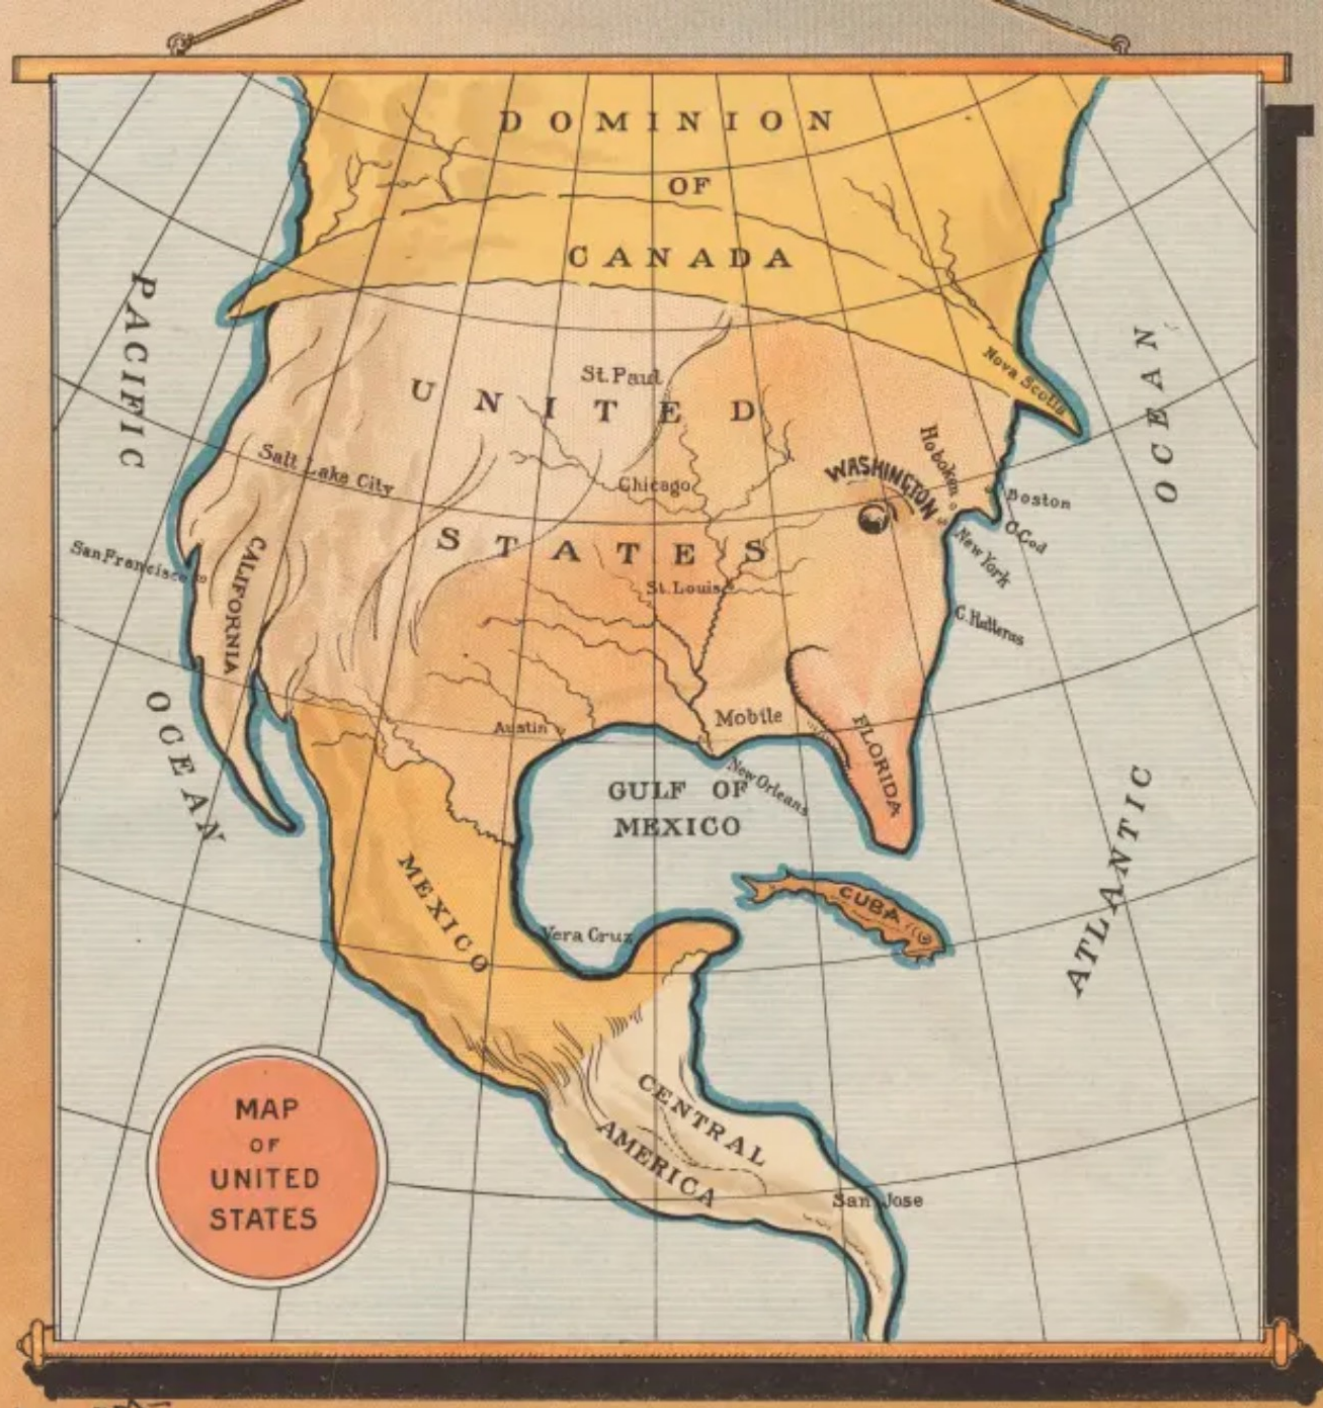 DOMINION
OF
CANADA
PACIFIC
OCEAN
Nova Scotia
UNITED
St. Paul
Hoboken
WASHINGTON
Salt Lake City
Chicago
Boston
C. Cod
New York
STATES
San Francisco
CALIFORNIA
St. Louis
C. Hatteras
OCEAN
Austin
Mobile
FLORIDA
New Orleans
GULF OF
MEXICO
ATLANTIC
MEXICO
CUBA
Vera Cruz
CENTRAL
AMERICA
San Jose
MAP
OF
UNITED
STATES